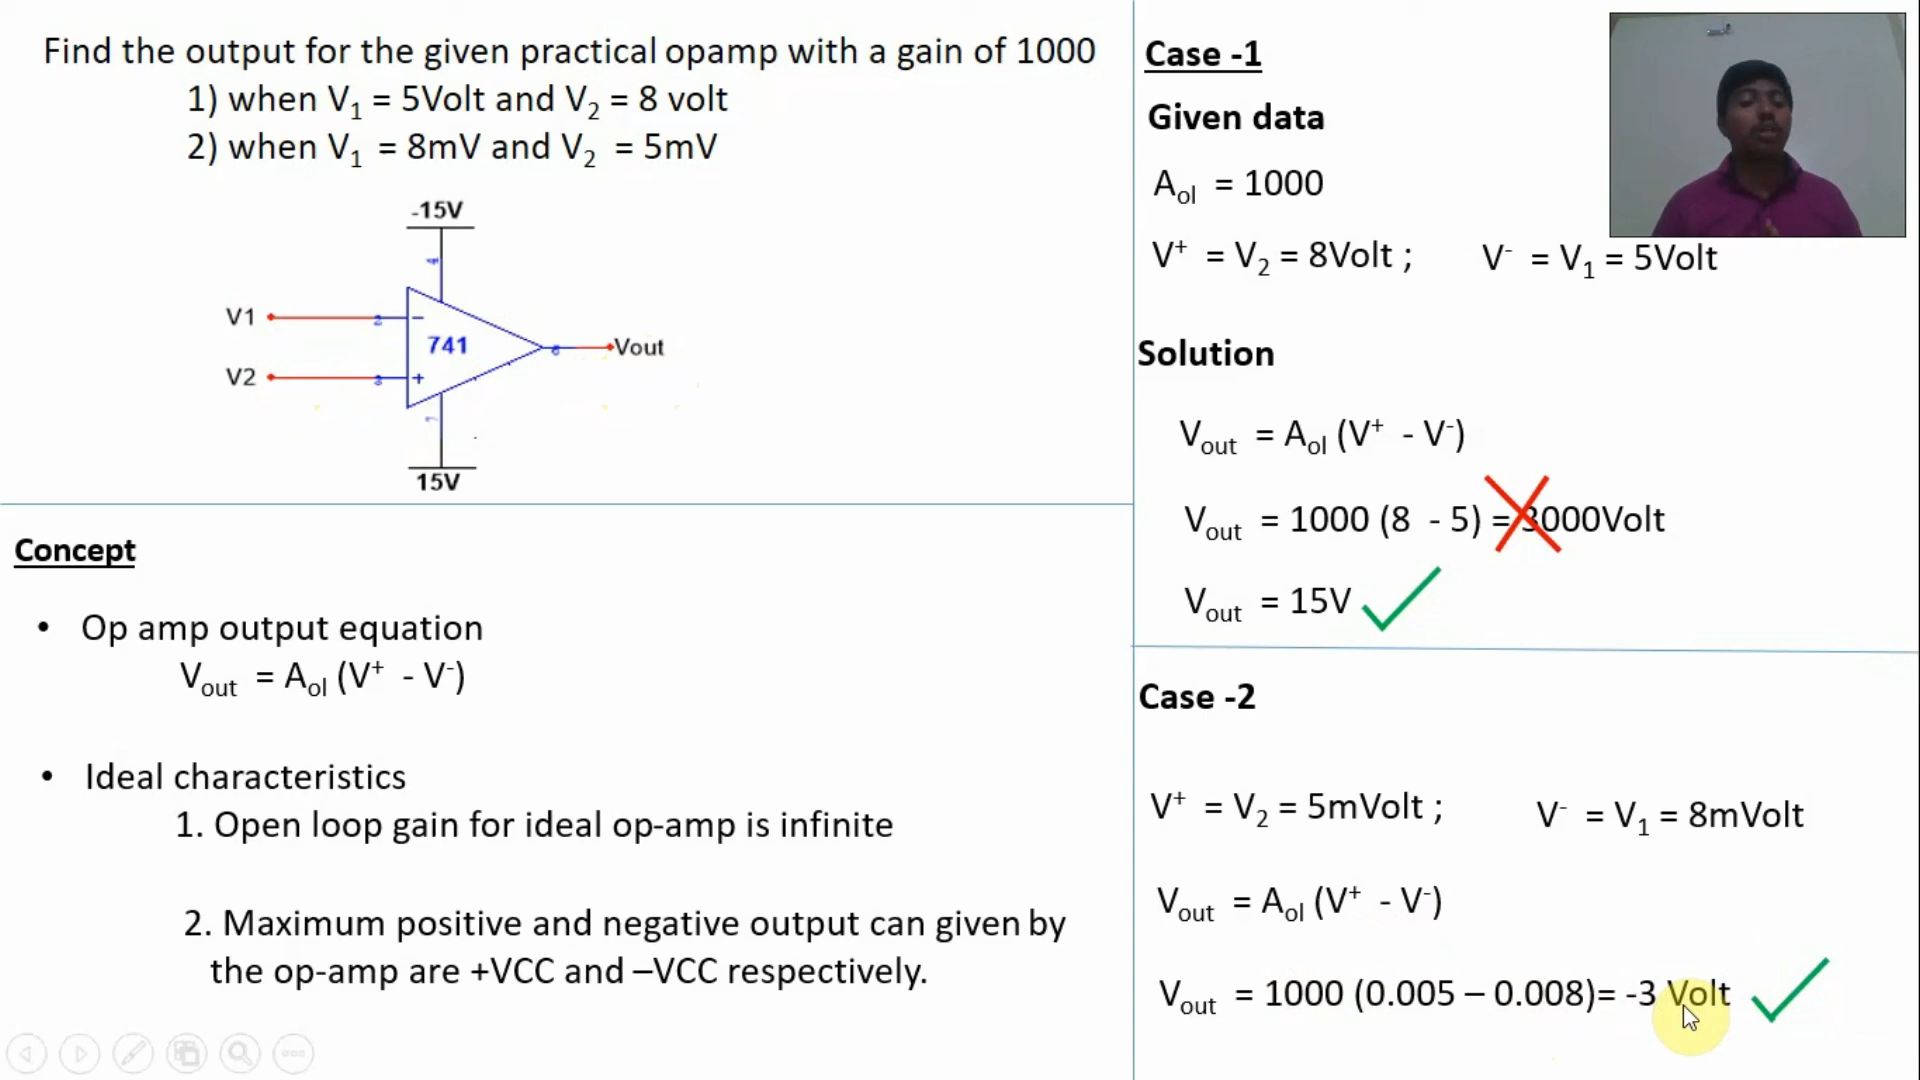 Find the output for the given practical opamp with a gain of 1000
1) when V₁ = 5Volt and V₂ = 8 volt
2) when V₁ = 8mV and V₂ = 5mV
-15V
4
V1
2
−
741
6
Vout
V2
3
+
7
15V
Concept
• Op amp output equation
Vout = Aol (V⁺ - V⁻)
• Ideal characteristics
1. Open loop gain for ideal op-amp is infinite
2. Maximum positive and negative output can given by
the op-amp are +VCC and –VCC respectively.
Case -1
Given data
Aol = 1000
V⁺ = V₂ = 8Volt ; V⁻ = V₁ = 5Volt
Solution
Vout = Aol (V⁺ - V⁻)
Vout = 1000 (8 - 5) = 3000Volt
Vout = 15V
Case -2
V⁺ = V₂ = 5mVolt ; V⁻ = V₁ = 8mVolt
Vout = Aol (V⁺ - V⁻)
Vout = 1000 (0.005 – 0.008)= -3 Volt